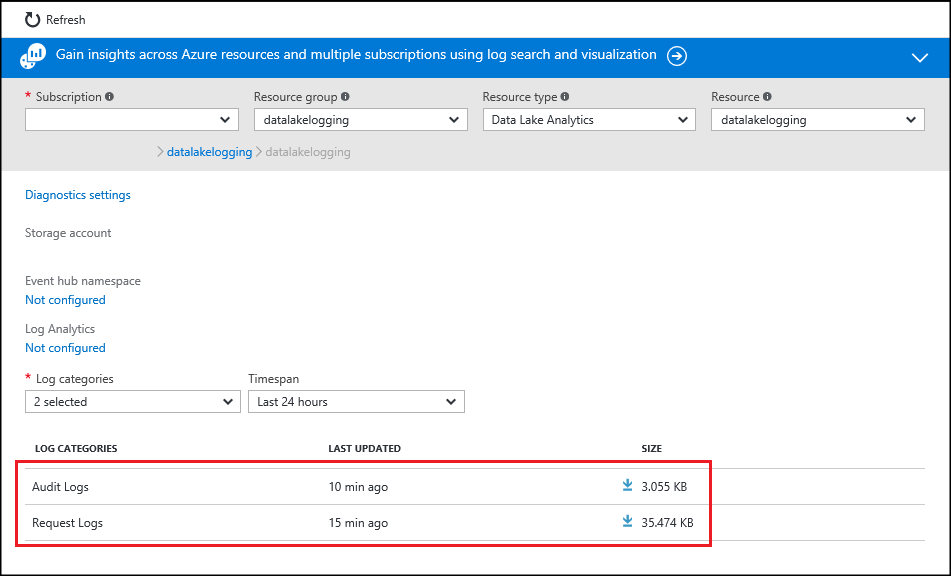 Refresh
Gain insights across Azure resources and multiple subscriptions using log search and visualization
* Subscription Resource group Resource type Resource
datalakelogging Data Lake Analytics datalakelogging
> datalakelogging > datalakelogging
Diagnostics settings
Storage account
Event hub namespace
Not configured
Log Analytics
Not configured
* Log categories Timespan
2 selected Last 24 hours
LOG CATEGORIES LAST UPDATED SIZE
Audit Logs 10 min ago 3.055 KB
Request Logs 15 min ago 35.474 KB